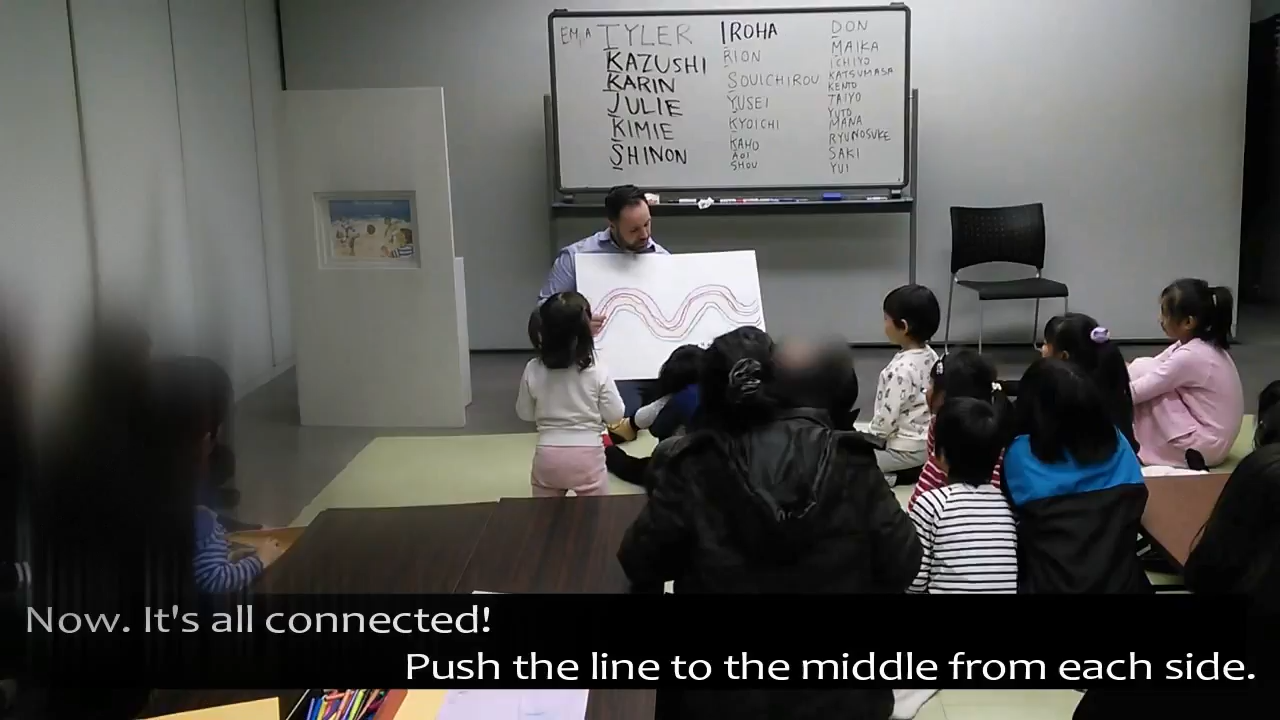 EM,A TYLER
KAZUSHI
KARIN
JULIE
KIMIE
SHINON
IROHA
RION
SOUICHIROU
YUSEI
KYOICHI
KAHO
AOI
SHOU
DON
MAIKA
ICHIYO
KATSUMASA
KENTO
TAIYO
YUTO
MANA
RYUNOSUKE
SAKI
YUI
Now. It's all connected!
Push the line to the middle from each side.